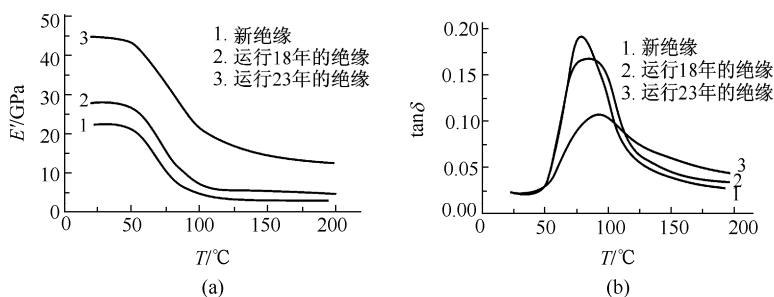 50
40
30
20
10
0
E′/GPa
3
2
1
1. 新绝缘
2. 运行18年的绝缘
3. 运行23年的绝缘
0 50 100 150 200
T/℃
(a)
0.20
0.15
0.10
0.05
0.00
tanδ
1. 新绝缘
2. 运行18年的绝缘
3. 运行23年的绝缘
3
2
1
0 50 100 150 200
T/℃
(b)